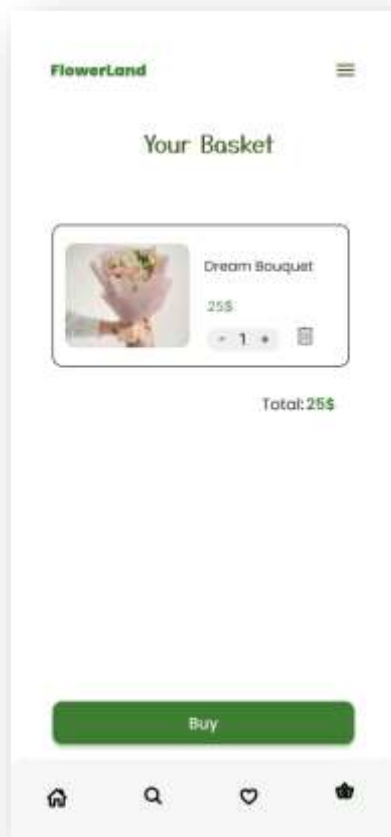 FlowerLand
Your Basket
Dream Bouquet
25$
- 1 +
Total: 25$
Buy